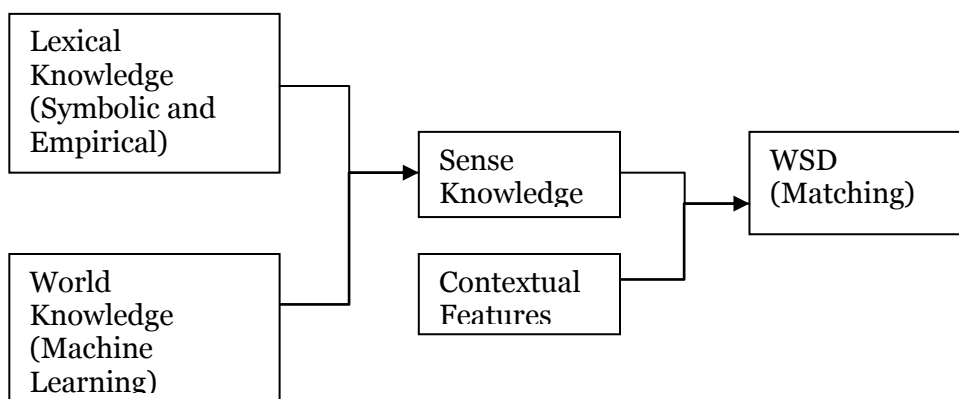 Lexical
Knowledge
(Symbolic and
Empirical)
Sense
Knowledge
WSD
(Matching)
World
Knowledge
(Machine
Learning)
Contextual
Features